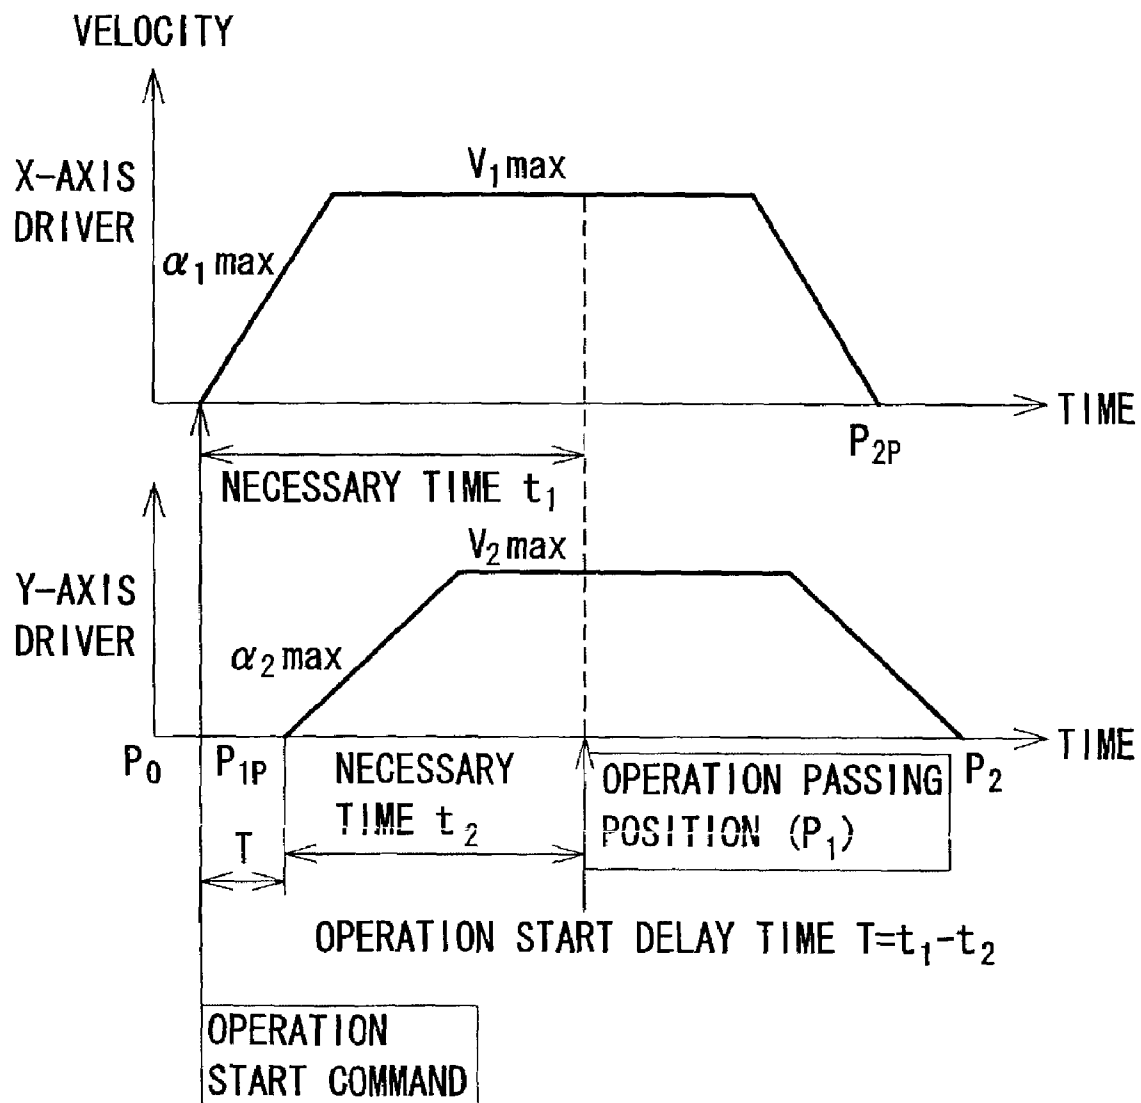 VELOCITY
X-AXIS
DRIVER
V₁max
α₁max
TIME
P₂P
NECESSARY TIME t₁
V₂max
Y-AXIS
DRIVER
α₂max
TIME
P₀
P₁P
NECESSARY
TIME t₂
OPERATION PASSING
POSITION (P₁)
P₂
T
OPERATION START DELAY TIME T=t₁-t₂
OPERATION
START COMMAND